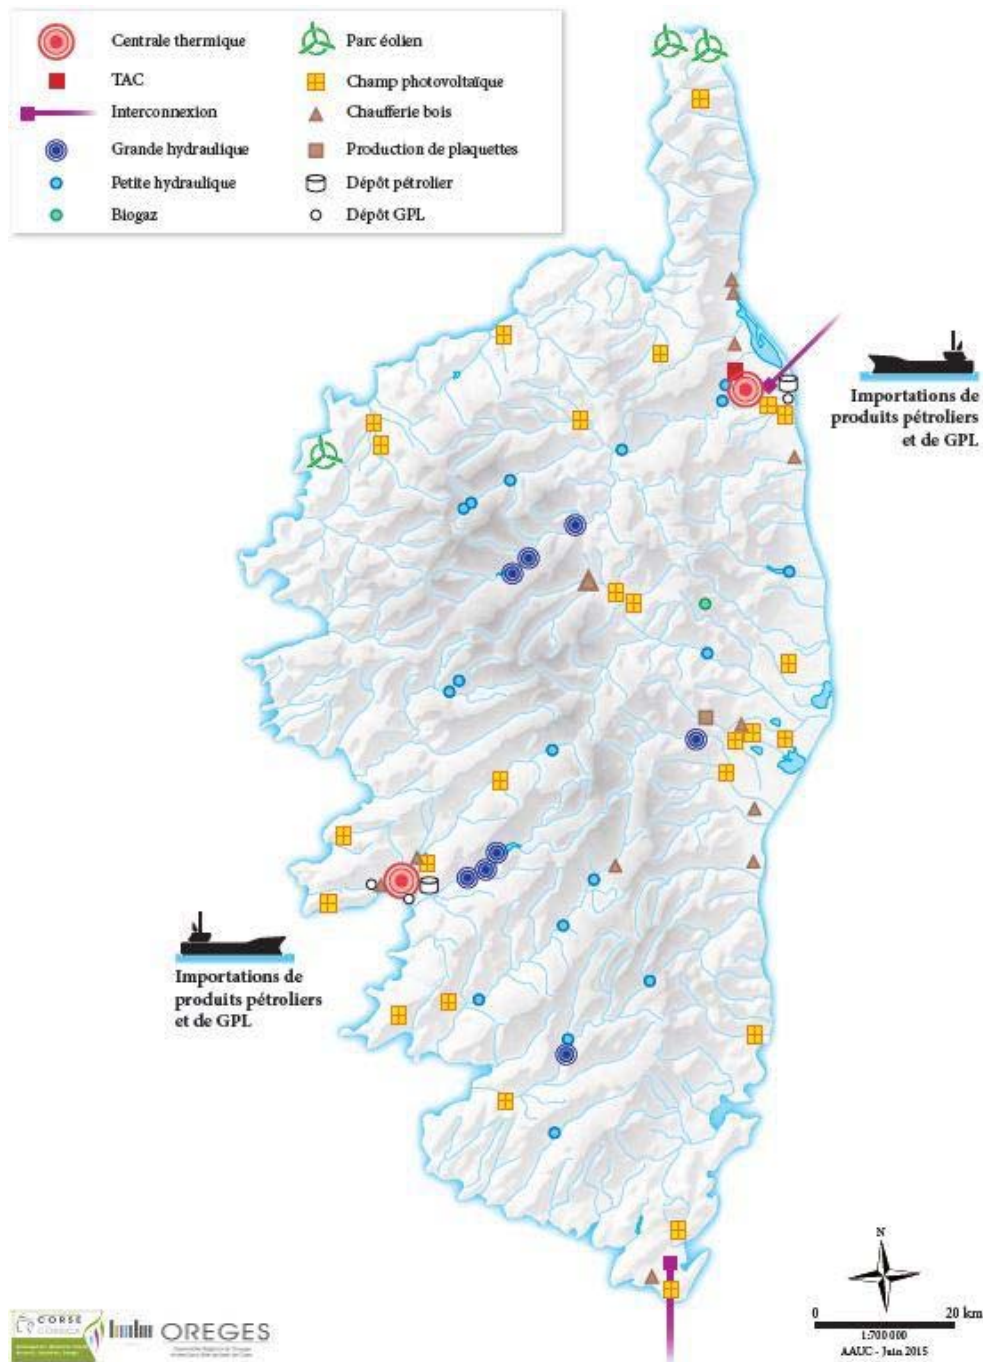 Centrale thermique
TAC
Interconnexion
Grande hydraulique
Petite hydraulique
Biogaz
Parc éolien
Champ photovoltaïque
Chaufferie bois
Production de plaquettes
Dépôt pétrolier
Dépôt GPL
Importations de
produits pétroliers
et de GPL
Importations de
produits pétroliers
et de GPL
N
0 20 km
1:700 000
AAUC - Juin 2015
CORSE
OREGES